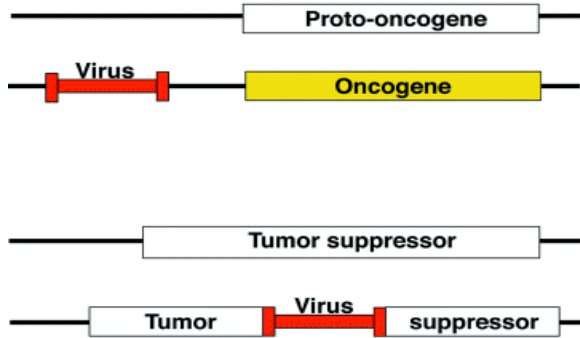 Proto-oncogene
Virus
Oncogene
Tumor suppressor
Virus
Tumor
suppressor